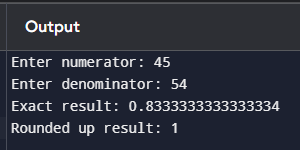 Output
Enter numerator: 45
Enter denominator: 54
Exact result: 0.8333333333333334
Rounded up result: 1